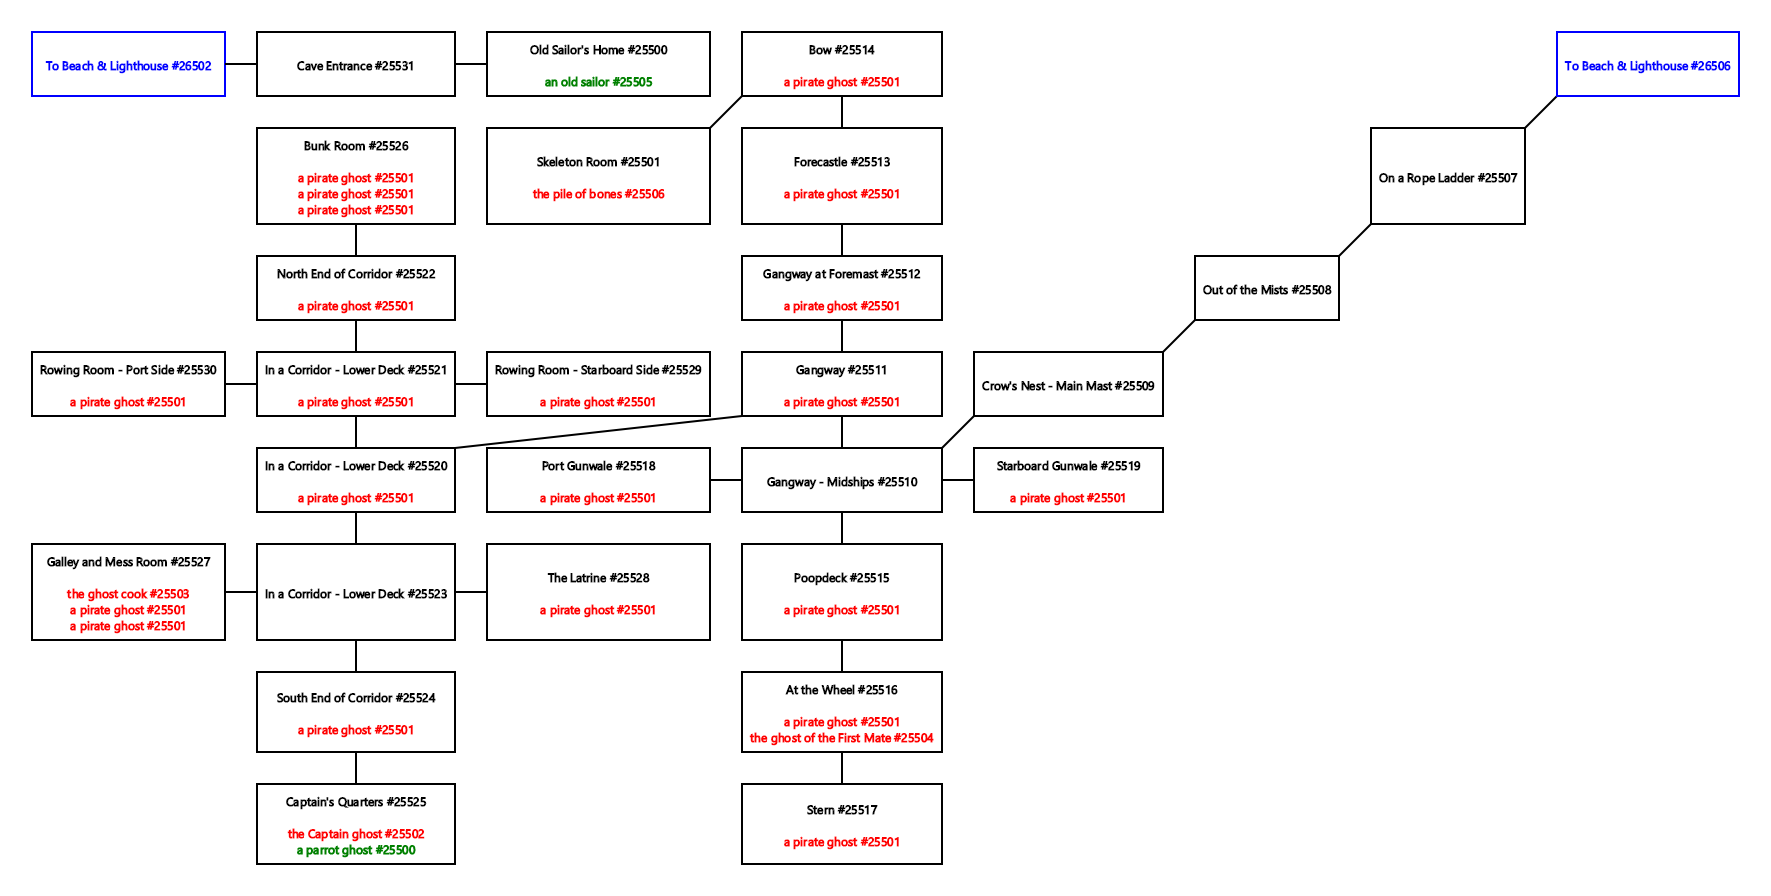 To Beach & Lighthouse #26502
Cave Entrance #25531
Old Sailor's Home #25500
an old sailor #25505
Bow #25514
a pirate ghost #25501
To Beach & Lighthouse #26506
Bunk Room #25526
a pirate ghost #25501
a pirate ghost #25501
a pirate ghost #25501
Skeleton Room #25501
the pile of bones #25506
Forecastle #25513
a pirate ghost #25501
On a Rope Ladder #25507
North End of Corridor #25522
a pirate ghost #25501
Gangway at Foremast #25512
a pirate ghost #25501
Out of the Mists #25508
Rowing Room - Port Side #25530
a pirate ghost #25501
In a Corridor - Lower Deck #25521
a pirate ghost #25501
Rowing Room - Starboard Side #25529
a pirate ghost #25501
Gangway #25511
a pirate ghost #25501
Crow's Nest - Main Mast #25509
In a Corridor - Lower Deck #25520
a pirate ghost #25501
Port Gunwale #25518
a pirate ghost #25501
Gangway - Midships #25510
Starboard Gunwale #25519
a pirate ghost #25501
Galley and Mess Room #25527
the ghost cook #25503
a pirate ghost #25501
a pirate ghost #25501
In a Corridor - Lower Deck #25523
The Latrine #25528
a pirate ghost #25501
Poopdeck #25515
a pirate ghost #25501
South End of Corridor #25524
a pirate ghost #25501
At the Wheel #25516
a pirate ghost #25501
the ghost of the First Mate #25504
Captain's Quarters #25525
the Captain ghost #25502
a parrot ghost #25500
Stern #25517
a pirate ghost #25501